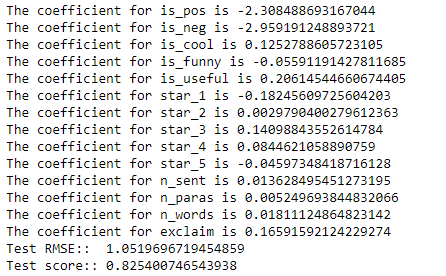 The coefficient for is_pos is -2.308488693167044
The coefficient for is_neg is -2.959191248893721
The coefficient for is_cool is 0.1252788605723105
The coefficient for is_funny is -0.05591191427811685
The coefficient for is_useful is 0.20614544660674405
The coefficient for star_1 is -0.18245609725604203
The coefficient for star_2 is 0.0029790400279612363
The coefficient for star_3 is 0.14098843552614784
The coefficient for star_4 is 0.0844621058890759
The coefficient for star_5 is -0.04597348418716128
The coefficient for n_sent is 0.013628495451273195
The coefficient for n_paras is 0.005249693844832066
The coefficient for n_words is 0.01811124864823142
The coefficient for exclaim is 0.16591592124229274
Test RMSE::  1.0519696719454859
Test score:: 0.825400746543938